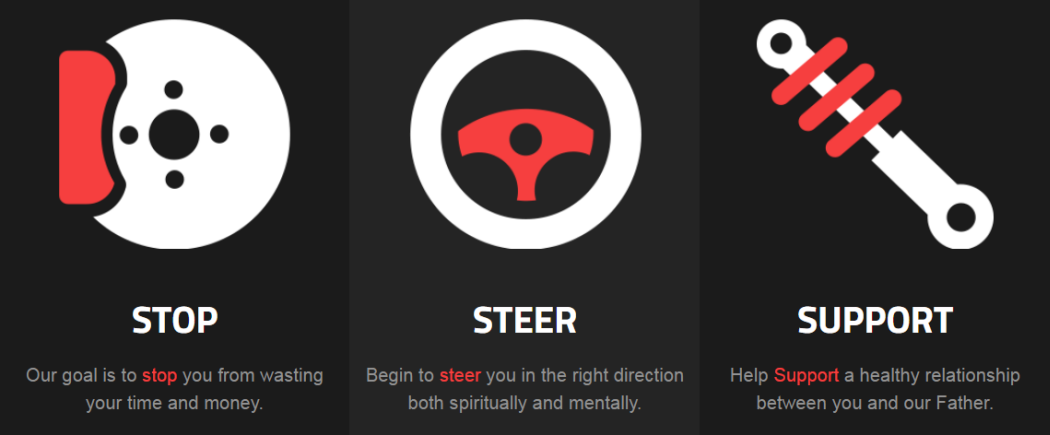 STOP
Our goal is to stop you from wasting
your time and money.
STEER
Begin to steer you in the right direction
both spiritually and mentally.
SUPPORT
Help Support a healthy relationship
between you and our Father.